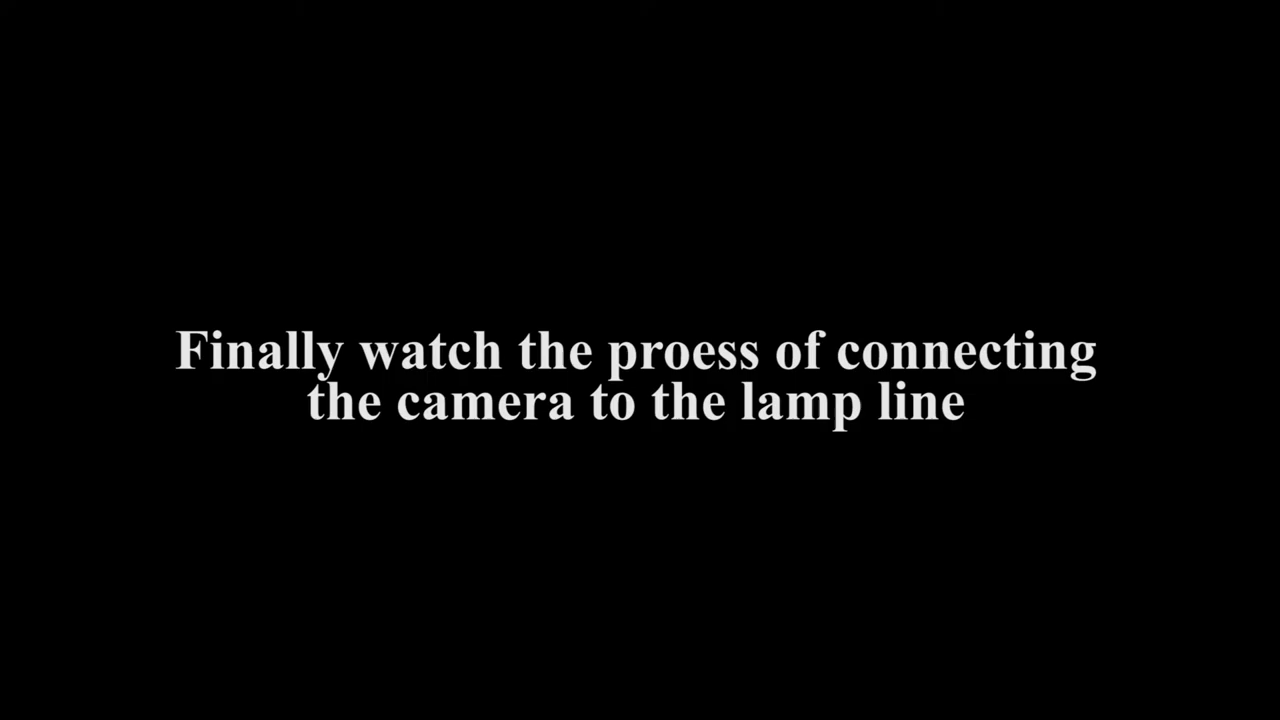 Finally watch the proess of connecting
the camera to the lamp line